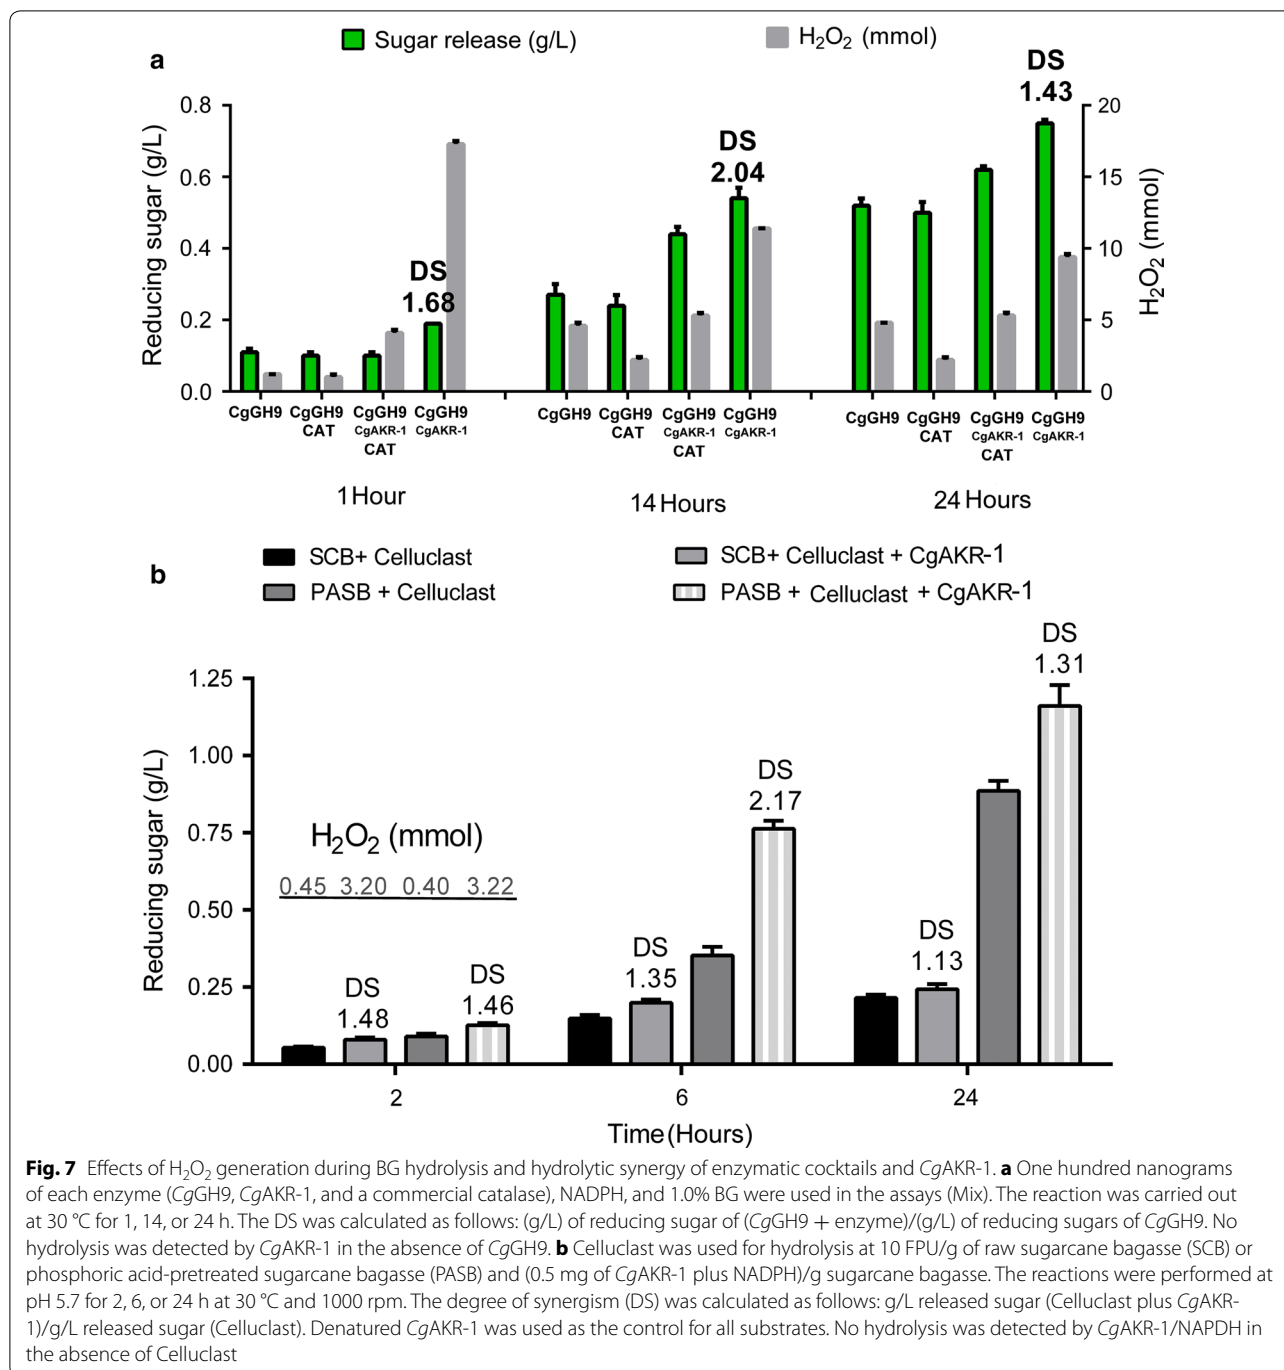 a
Sugar release (g/L)
H₂O₂ (mmol)
DS
1.43
DS
2.04
DS
1.68
Reducing sugar (g/L)
0.8
0.6
0.4
0.2
0.0
20
15
10
5
0
H₂O₂ (mmol)
CgGH9
CgGH9
CAT
CgGH9
CgAKR-1
CAT
CgGH9
CgAKR-1
CgGH9
CgGH9
CAT
CgGH9
CgAKR-1
CAT
CgGH9
CgAKR-1
CgGH9
CgGH9
CAT
CgGH9
CgAKR-1
CAT
CgGH9
CgAKR-1
1 Hour
14 Hours
24 Hours
b
SCB+ Celluclast
SCB+ Celluclast + CgAKR-1
PASB + Celluclast
PASB + Celluclast + CgAKR-1
Reducing sugar (g/L)
1.25
1.00
0.75
0.50
0.25
0.00
H₂O₂ (mmol)
0.45 3.20 0.40 3.22
DS
1.48
DS
1.46
DS
1.35
DS
2.17
DS
1.13
DS
1.31
2
6
24
Time (Hours)
Fig. 7 Effects of H₂O₂ generation during BG hydrolysis and hydrolytic synergy of enzymatic cocktails and CgAKR-1. a One hundred nanograms
of each enzyme (CgGH9, CgAKR-1, and a commercial catalase), NADPH, and 1.0% BG were used in the assays (Mix). The reaction was carried out
at 30 °C for 1, 14, or 24 h. The DS was calculated as follows: (g/L) of reducing sugar of (CgGH9 + enzyme)/(g/L) of reducing sugars of CgGH9. No
hydrolysis was detected by CgAKR-1 in the absence of CgGH9. b Celluclast was used for hydrolysis at 10 FPU/g of raw sugarcane bagasse (SCB) or
phosphoric acid-pretreated sugarcane bagasse (PASB) and (0.5 mg of CgAKR-1 plus NADPH)/g sugarcane bagasse. The reactions were performed at
pH 5.7 for 2, 6, or 24 h at 30 °C and 1000 rpm. The degree of synergism (DS) was calculated as follows: g/L released sugar (Celluclast plus CgAKR-
1)/g/L released sugar (Celluclast). Denatured CgAKR-1 was used as the control for all substrates. No hydrolysis was detected by CgAKR-1/NAPDH in
the absence of Celluclast